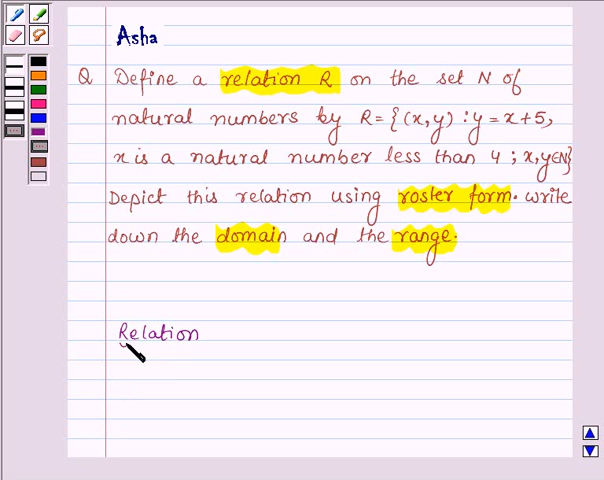 Asha
Q Define a relation R on the set N of
natural numbers by R = {(x,y) : y = x+5,
x is a natural number less than 4 ; x,y∈N}
Depict this relation using roster form. write
down the domain and the range.
Relation